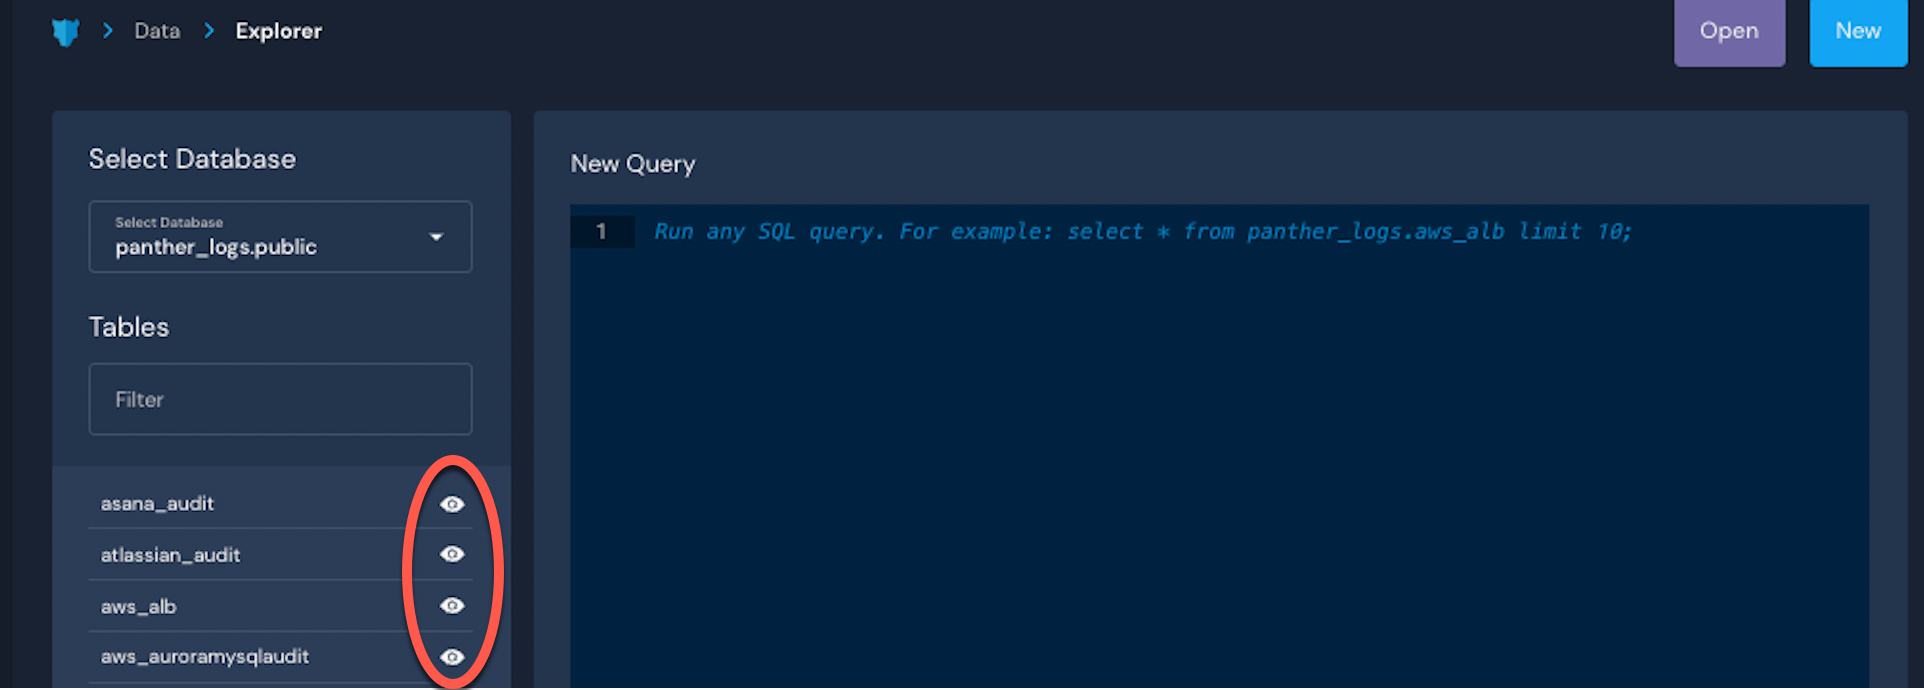 Data Explorer
Open
New
Select Database
Select Database
panther_logs.public
Tables
Filter
asana_audit
atlassian_audit
aws_alb
aws_auroramysqlaudit
New Query
1 Run any SQL query. For example: select * from panther_logs.aws_alb limit 10;